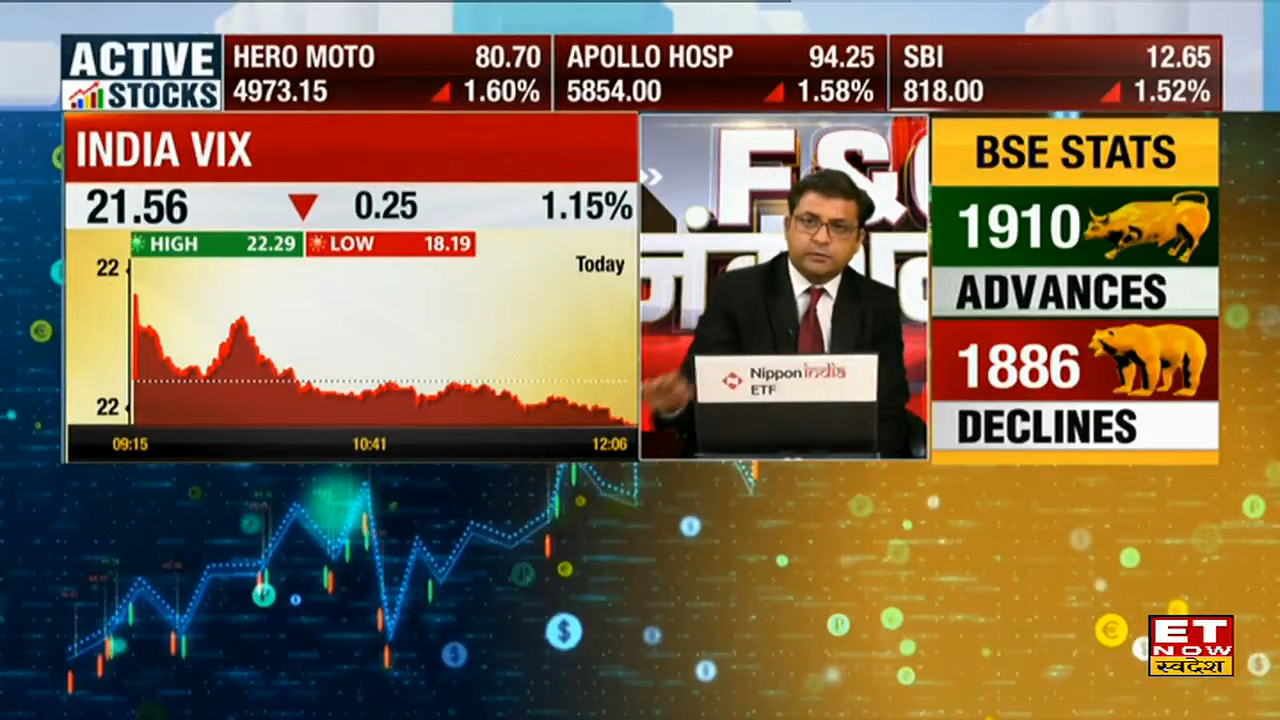 ACTIVE
STOCKS
HERO MOTO 80.70
4973.15 1.60%
APOLLO HOSP 94.25
5854.00 1.58%
SBI 12.65
818.00 1.52%
INDIA VIX
21.56 0.25 1.15%
HIGH 22.29 LOW 18.19
Today
22
22
09:15 10:41 12:06
F&
Nippon india
ETF
BSE STATS
1910
ADVANCES
1886
DECLINES
ET
NOW
स्वदेश